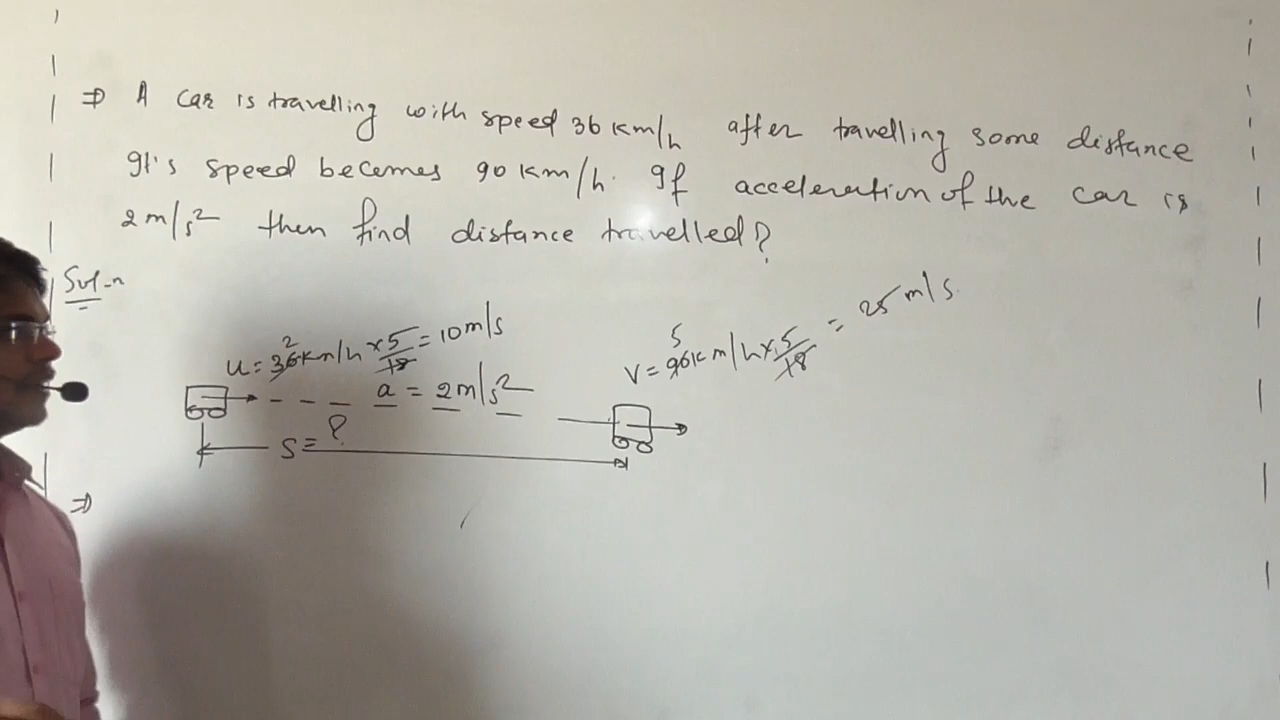 ⇒ A car is travelling with speed 36 km/h after travelling some distance
It's speed becomes 90 km/h. If acceleration of the car is
2 m/s² then find distance travelled?
Sol-n
u = 36 km/h × 5/18 = 10 m/s
2
v = 90 km/h × 5/18 = 25 m/s.
5
a = 2 m/s²
S = ?
⇒